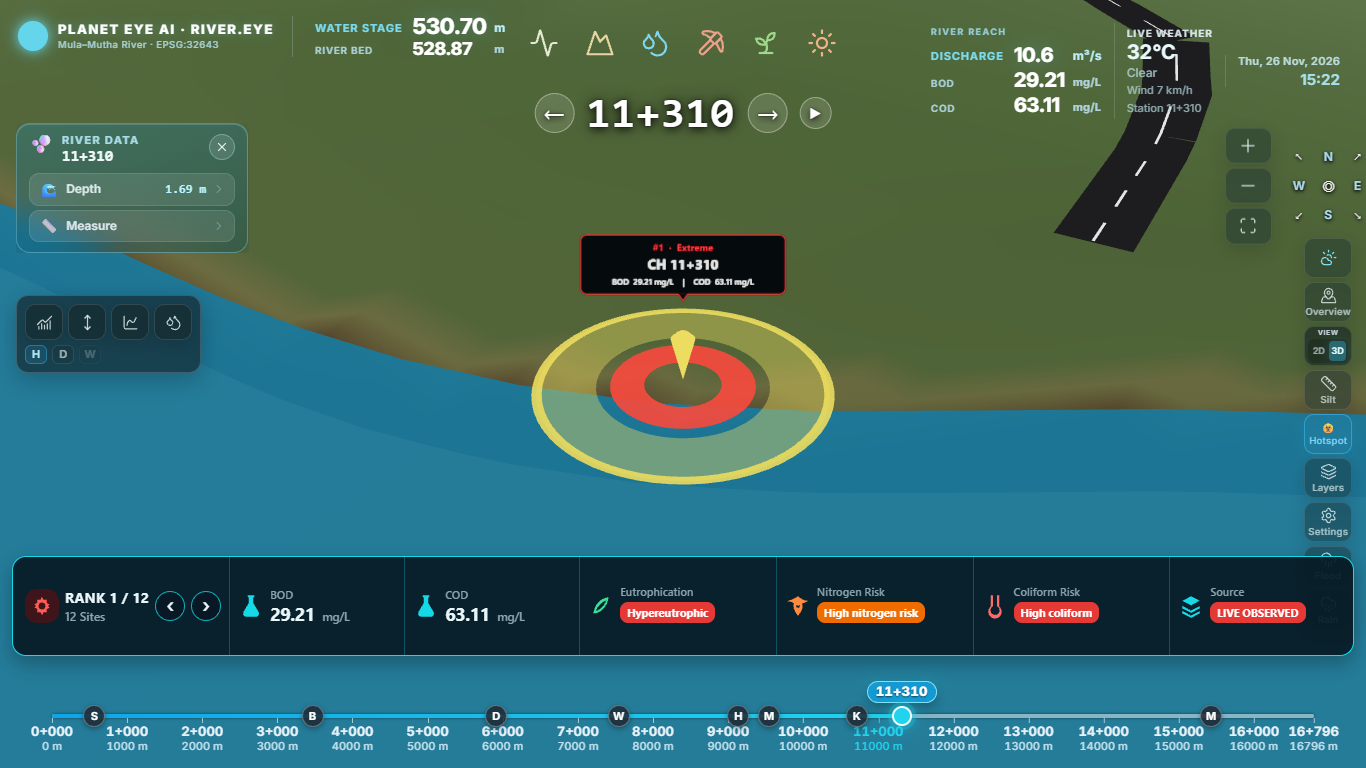 PLANET EYE AI · RIVER.EYE
Mula–Mutha River · EPSG:32643
WATER STAGE 530.70 m
RIVER BED 528.87 m
RIVER REACH
DISCHARGE 10.6 m³/s
BOD 29.21 mg/L
COD 63.11 mg/L
LIVE WEATHER
32°C
Clear
Wind 7 km/h
Station 11+310
Thu, 26 Nov, 2026
15:22
← 11+310 →
RIVER DATA
11+310
Depth 1.69 m
Measure
H D W
N
W E
S
#1 · Extreme
CH 11+310
BOD 29.21 mg/L | COD 63.11 mg/L
Overview
VIEW
2D 3D
Silt
Hotspot
Layers
Settings
Flood
Rain
RANK 1 / 12
12 Sites
BOD
29.21 mg/L
COD
63.11 mg/L
Eutrophication
Hypereutrophic
Nitrogen Risk
High nitrogen risk
Coliform Risk
High coliform
Source
LIVE OBSERVED
11+310
S B D W H M K M
0+000 1+000 2+000 3+000 4+000 5+000 6+000 7+000 8+000 9+000 10+000 11+000 12+000 13+000 14+000 15+000 16+000 16+796
0 m 1000 m 2000 m 3000 m 4000 m 5000 m 6000 m 7000 m 8000 m 9000 m 10000 m 11000 m 12000 m 13000 m 14000 m 15000 m 16000 m 16796 m